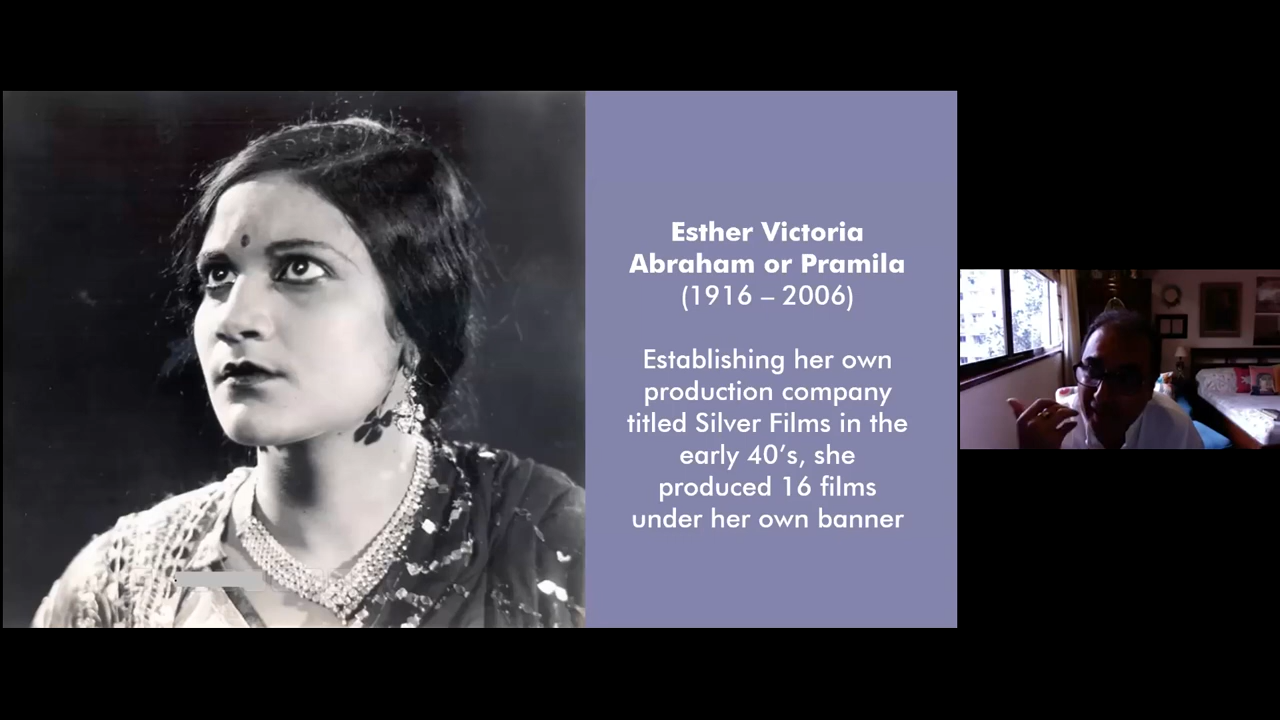 Esther Victoria
Abraham or Pramila
(1916 – 2006)
Establishing her own
production company
titled Silver Films in the
early 40's, she
produced 16 films
under her own banner